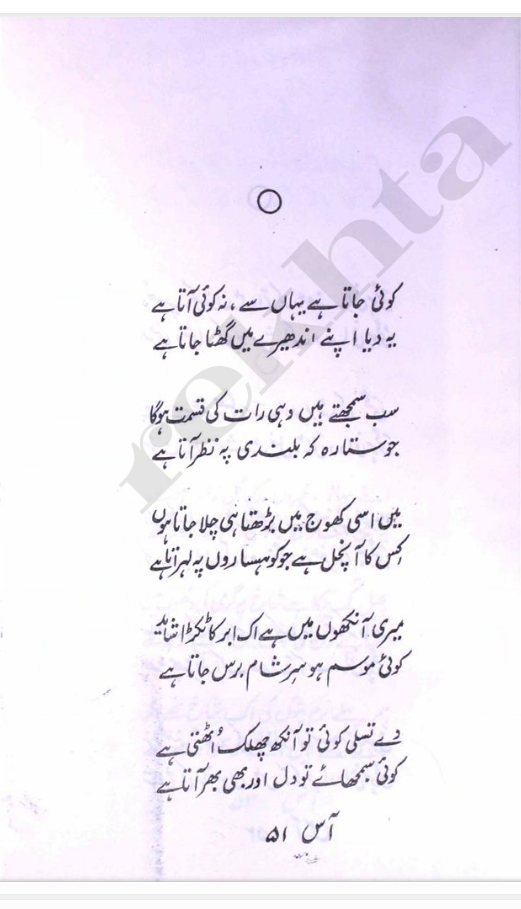 rekhta
کوئی جاتا ہے یہاں سے ، نہ کوئی آتا ہے
یہ دیا اپنے اندھیرے میں گھٹا جاتا ہے
سب سمجھتے ہیں وہی رات کی قسمت ہوگا
جو ستارہ کہ بلندی پہ نظر آتا ہے
میں اسی کھوج میں بڑھتا ہی چلا جاتا ہوں
کس کا آنچل ہے جو کوہساروں پہ لہراتا ہے
میری آنکھوں میں ہے اک ابر کا ٹکڑا شاید
کوئی موسم ہو سرِ شام برس جاتا ہے
دے تسلی کوئی تو آنکھ چھلک اُٹھتی ہے
کوئی سمجھائے تو دل اور بھی بھر آتا ہے
آس ۵۱